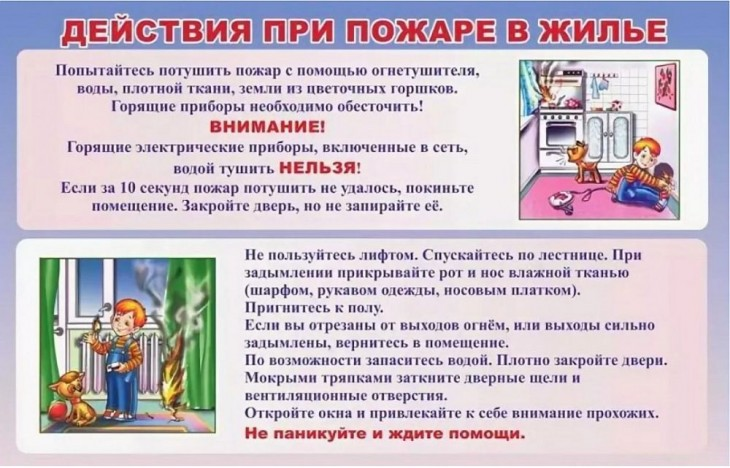 ДЕЙСТВИЯ ПРИ ПОЖАРЕ В ЖИЛЬЕ
Попытайтесь потушить пожар с помощью огнетушителя,
воды, плотной ткани, земли из цветочных горшков.
Горящие приборы необходимо обесточить!
ВНИМАНИЕ!
Горящие электрические приборы, включенные в сеть,
водой тушить НЕЛЬЗЯ!
Если за 10 секунд пожар потушить не удалось, покиньте
помещение. Закройте дверь, но не запирайте её.
Не пользуйтесь лифтом. Спускайтесь по лестнице. При
задымлении прикрывайте рот и нос влажной тканью
(шарфом, рукавом одежды, носовым платком).
Пригнитесь к полу.
Если вы отрезаны от выходов огнём, или выходы сильно
задымлены, вернитесь в помещение.
По возможности запаситесь водой. Плотно закройте двери.
Мокрыми тряпками заткните дверные щели и
вентиляционные отверстия.
Откройте окна и привлекайте к себе внимание прохожих.
Не паникуйте и ждите помощи.